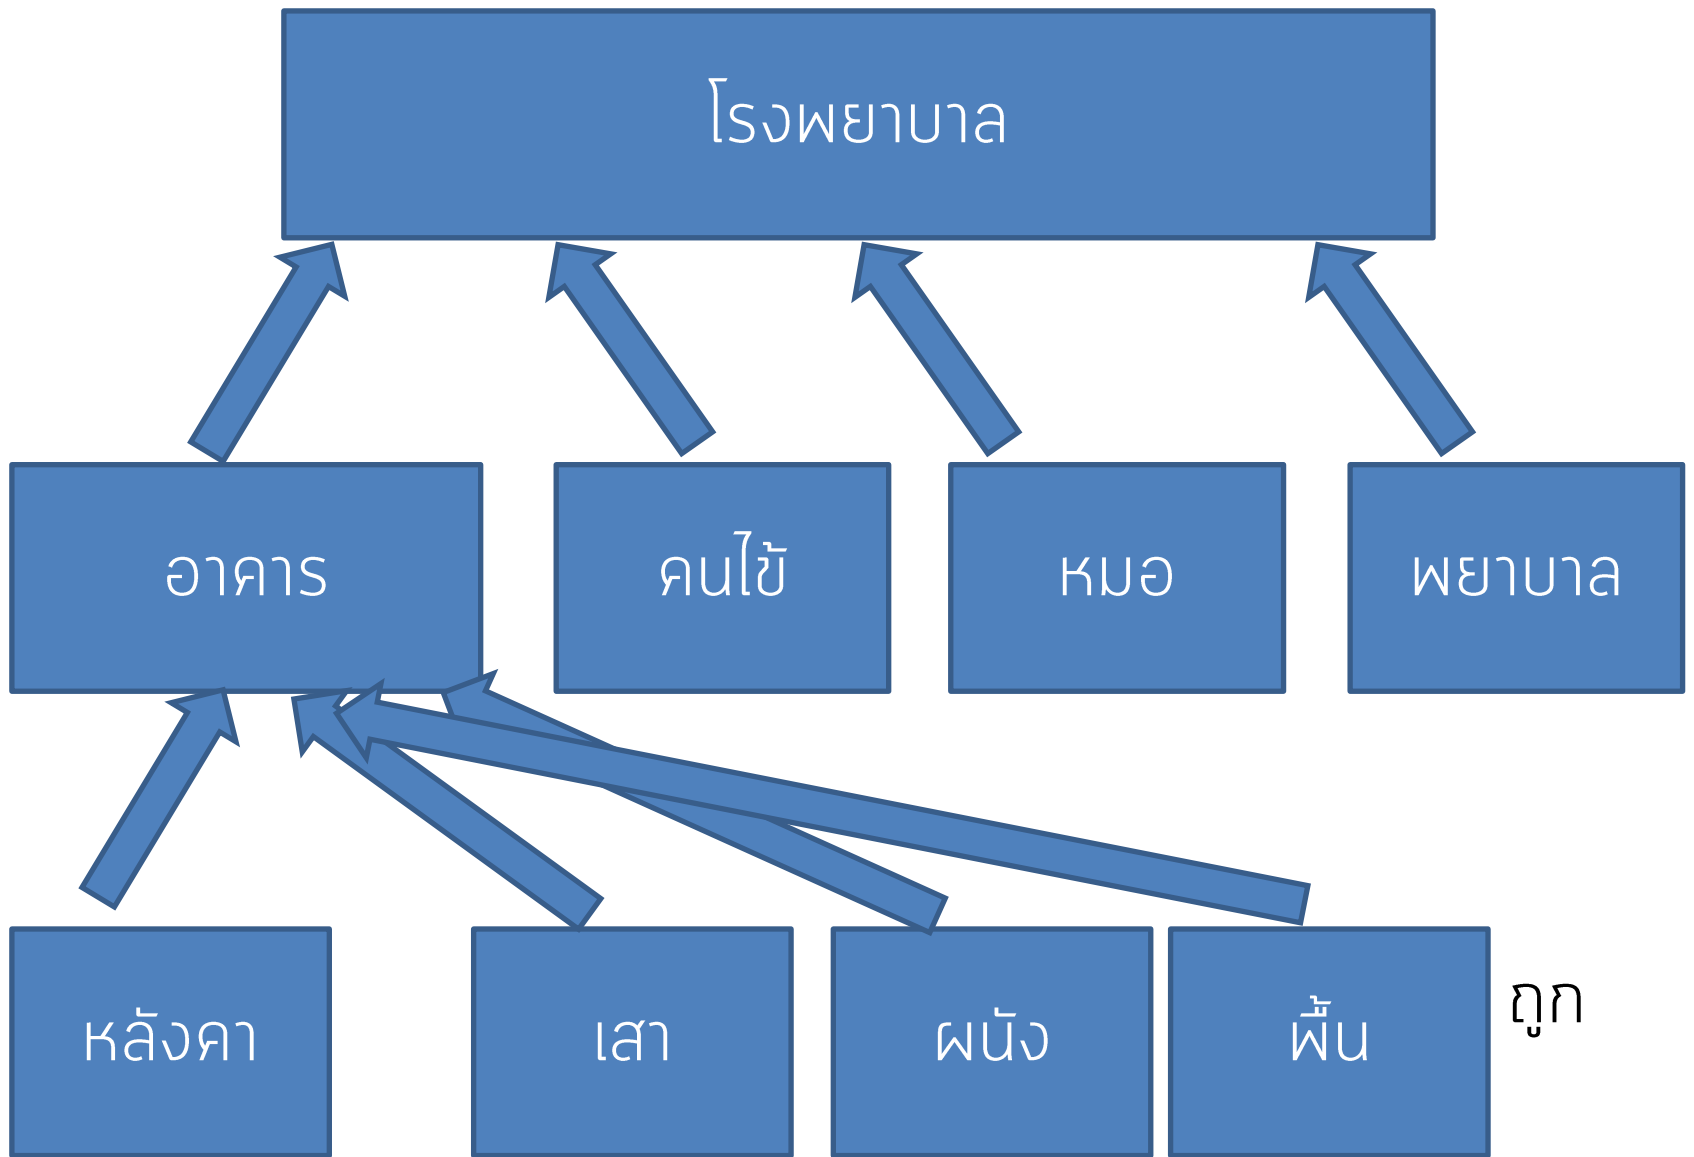 โรงพยาบาล
อาคาร
คนไข้
หมอ
พยาบาล
หลังคา
เสา
ผนัง
พื้น
ถูก